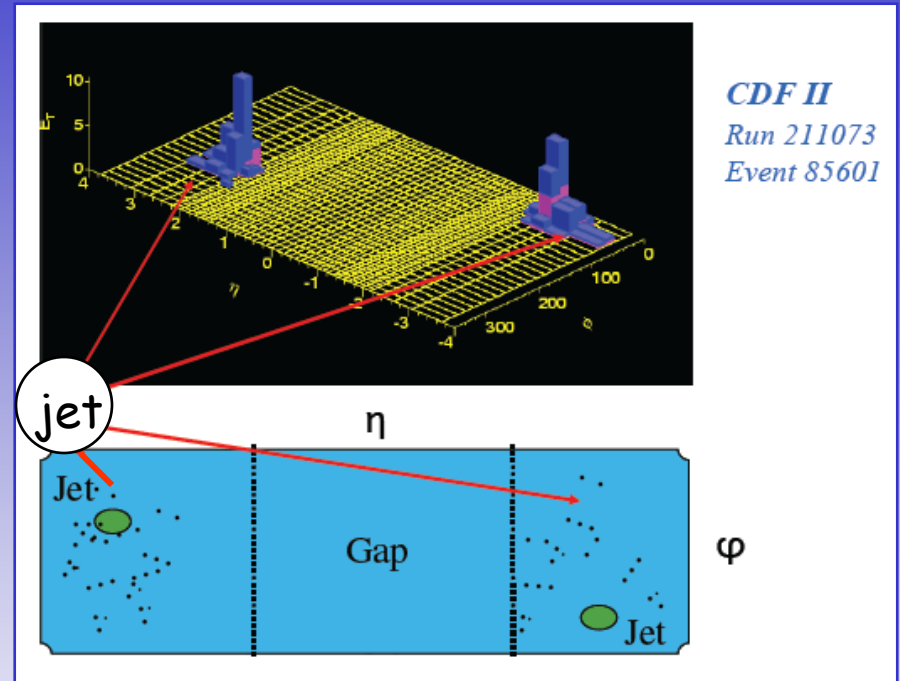 CDF II
Run 211073
Event 85601
10
5
0
E_T
4
3
2
1
0
-1
-2
-3
-4
η
300
200
100
0
ø
jet
η
Jet
Gap
φ
Jet